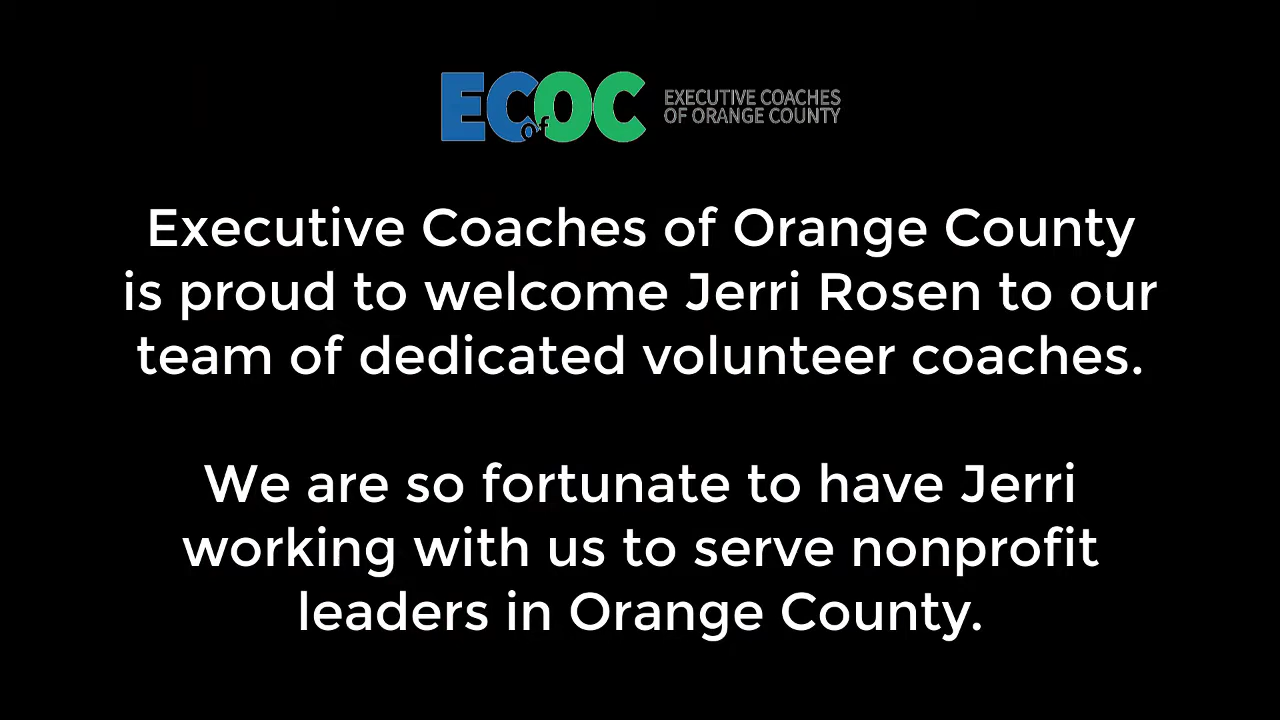 ECofOC EXECUTIVE COACHES
OF ORANGE COUNTY
Executive Coaches of Orange County
is proud to welcome Jerri Rosen to our
team of dedicated volunteer coaches.
We are so fortunate to have Jerri
working with us to serve nonprofit
leaders in Orange County.